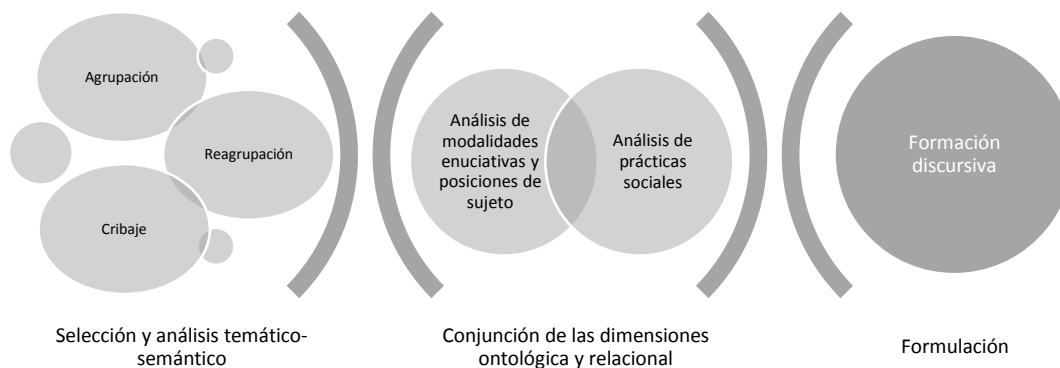 Agrupación
Reagrupación
Cribaje
Selección y análisis temático-
semántico
Análisis de
modalidades
enuciativas y
posiciones de
sujeto
Análisis de
prácticas
sociales
Conjunción de las dimensiones
ontológica y relacional
Formación
discursiva
Formulación